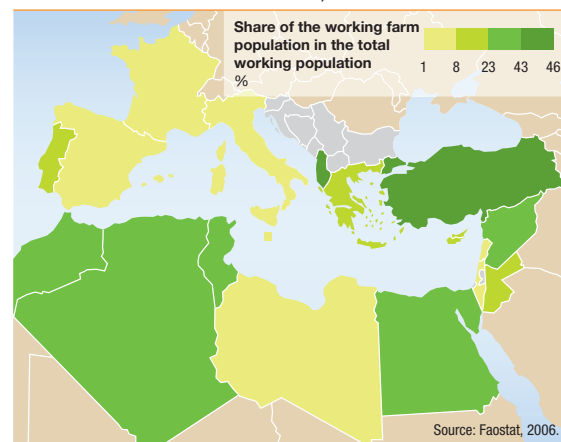 Share of the working farm
population in the total
working population
%
1 8 23 43 46
Source: Faostat, 2006.